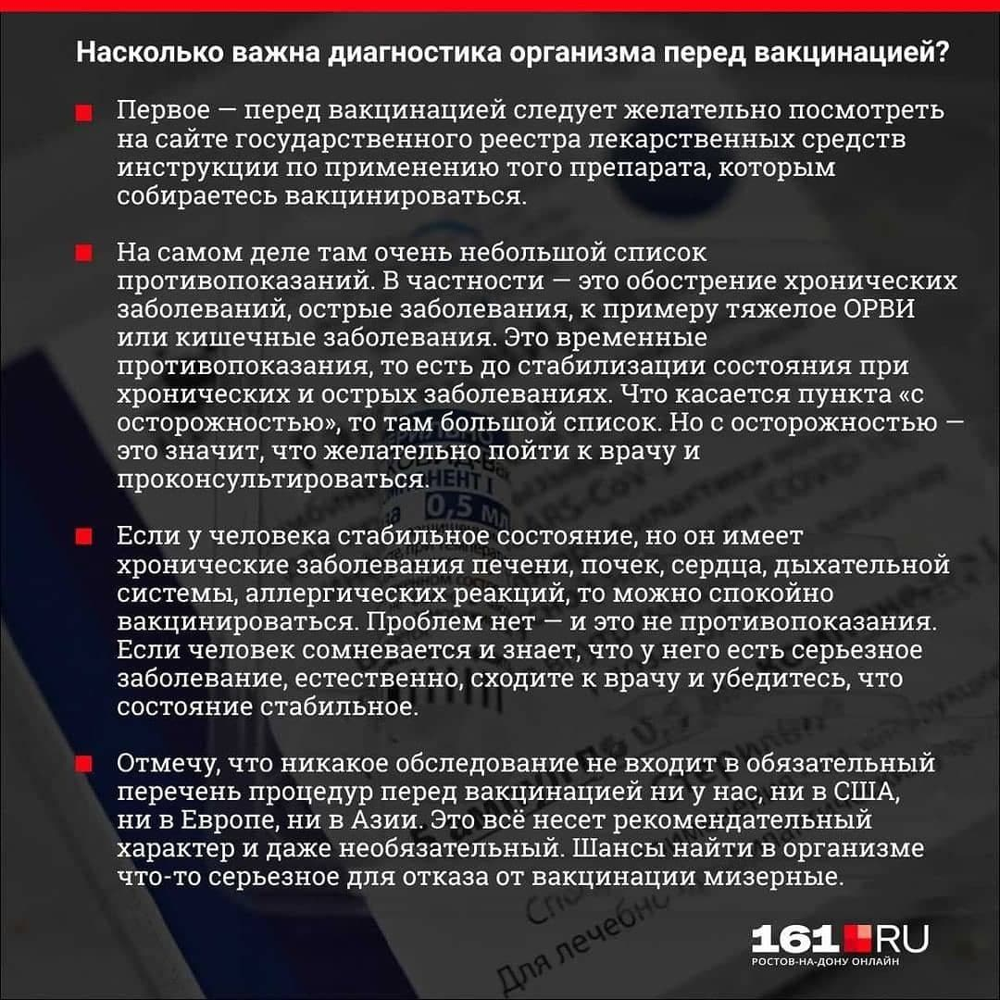 Насколько важна диагностика организма перед вакцинацией?
Первое — перед вакцинацией следует желательно посмотреть
на сайте государственного реестра лекарственных средств
инструкции по применению того препарата, которым
собираетесь вакцинироваться.
На самом деле там очень небольшой список
противопоказаний. В частности — это обострение хронических
заболеваний, острые заболевания, к примеру тяжелое ОРВИ
или кишечные заболевания. Это временные
противопоказания, то есть до стабилизации состояния при
хронических и острых заболеваниях. Что касается пункта «с
осторожностью», то там большой список. Но с осторожностью —
это значит, что желательно пойти к врачу и
проконсультироваться.
НЕНТ I
0,5 мл
Если у человека стабильное состояние, но он имеет
хронические заболевания печени, почек, сердца, дыхательной
системы, аллергических реакций, то можно спокойно
вакцинироваться. Проблем нет — и это не противопоказания.
Если человек сомневается и знает, что у него есть серьезное
заболевание, естественно, сходите к врачу и убедитесь, что
состояние стабильное.
Отмечу, что никакое обследование не входит в обязательный
перечень процедур перед вакцинацией ни у нас, ни в США,
ни в Европе, ни в Азии. Это всё несет рекомендательный
характер и даже необязательный. Шансы найти в организме
что-то серьезное для отказа от вакцинации мизерные.
Для лечебно
161 RU
РОСТОВ-НА-ДОНУ ОНЛАЙН